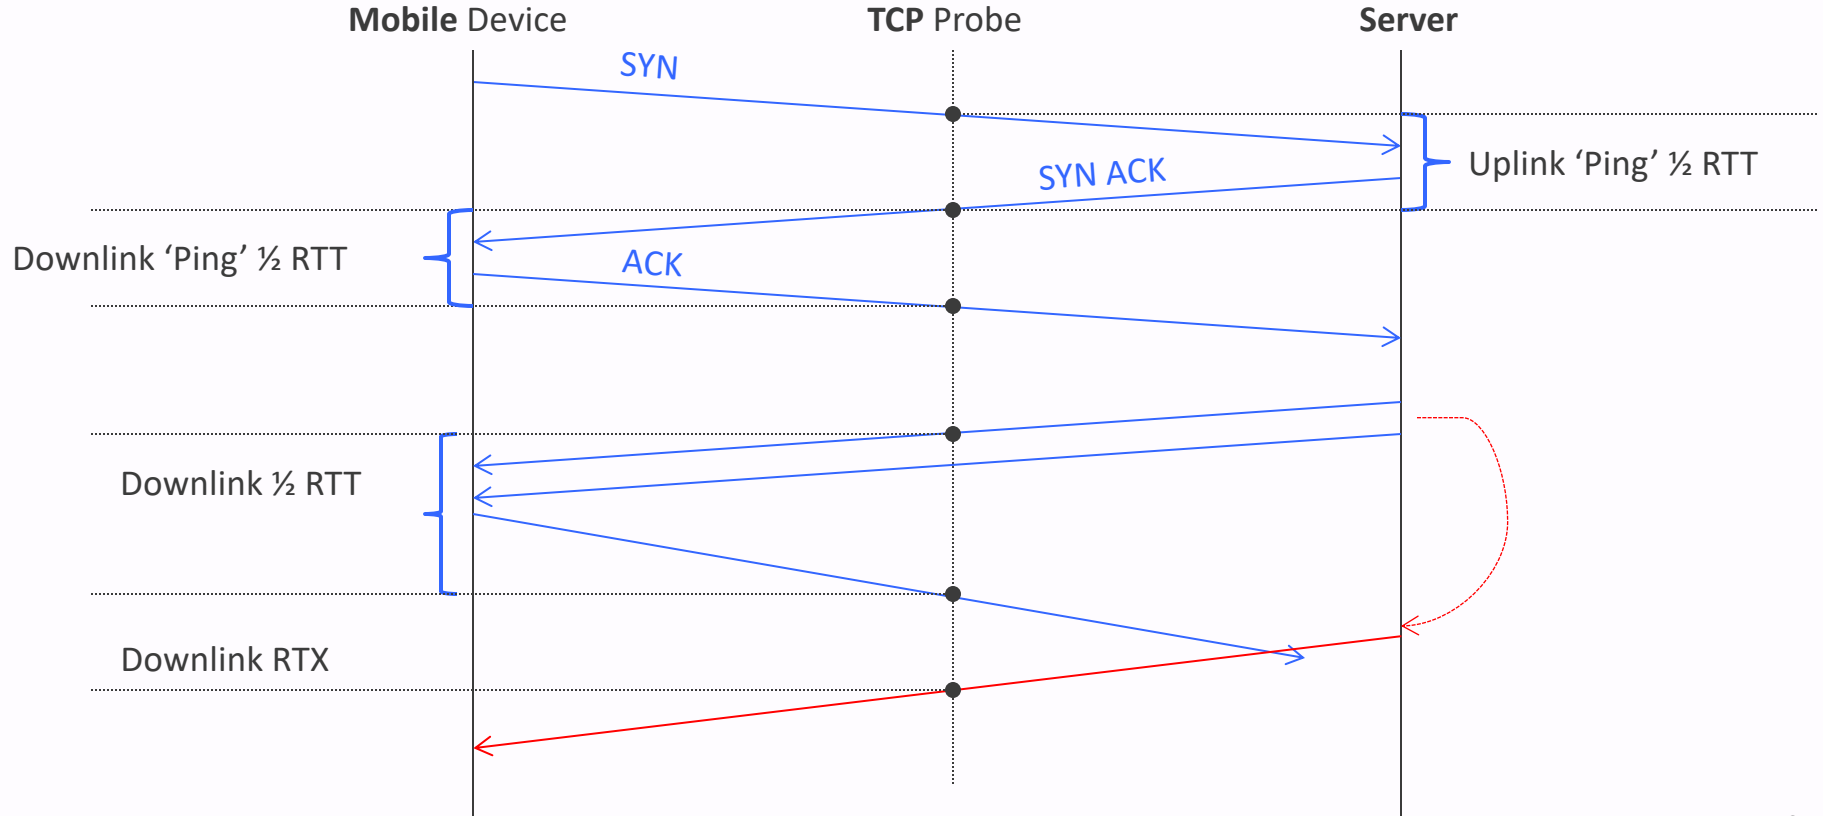 Mobile Device
TCP Probe
Server
SYN
SYN ACK
Uplink ‘Ping’ ½ RTT
Downlink ‘Ping’ ½ RTT
ACK
Downlink ½ RTT
Downlink RTX